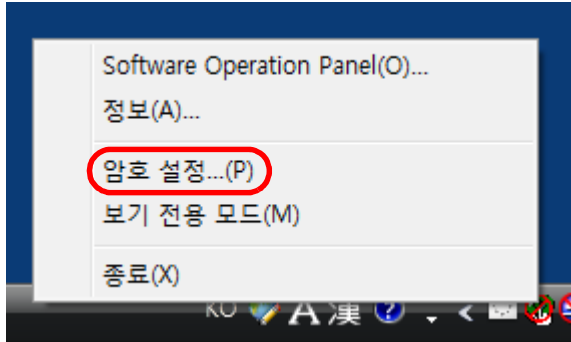 Software Operation Panel(O)...
정보(A)...
암호 설정...(P)
보기 전용 모드(M)
종료(X)
KO A 漢 ?